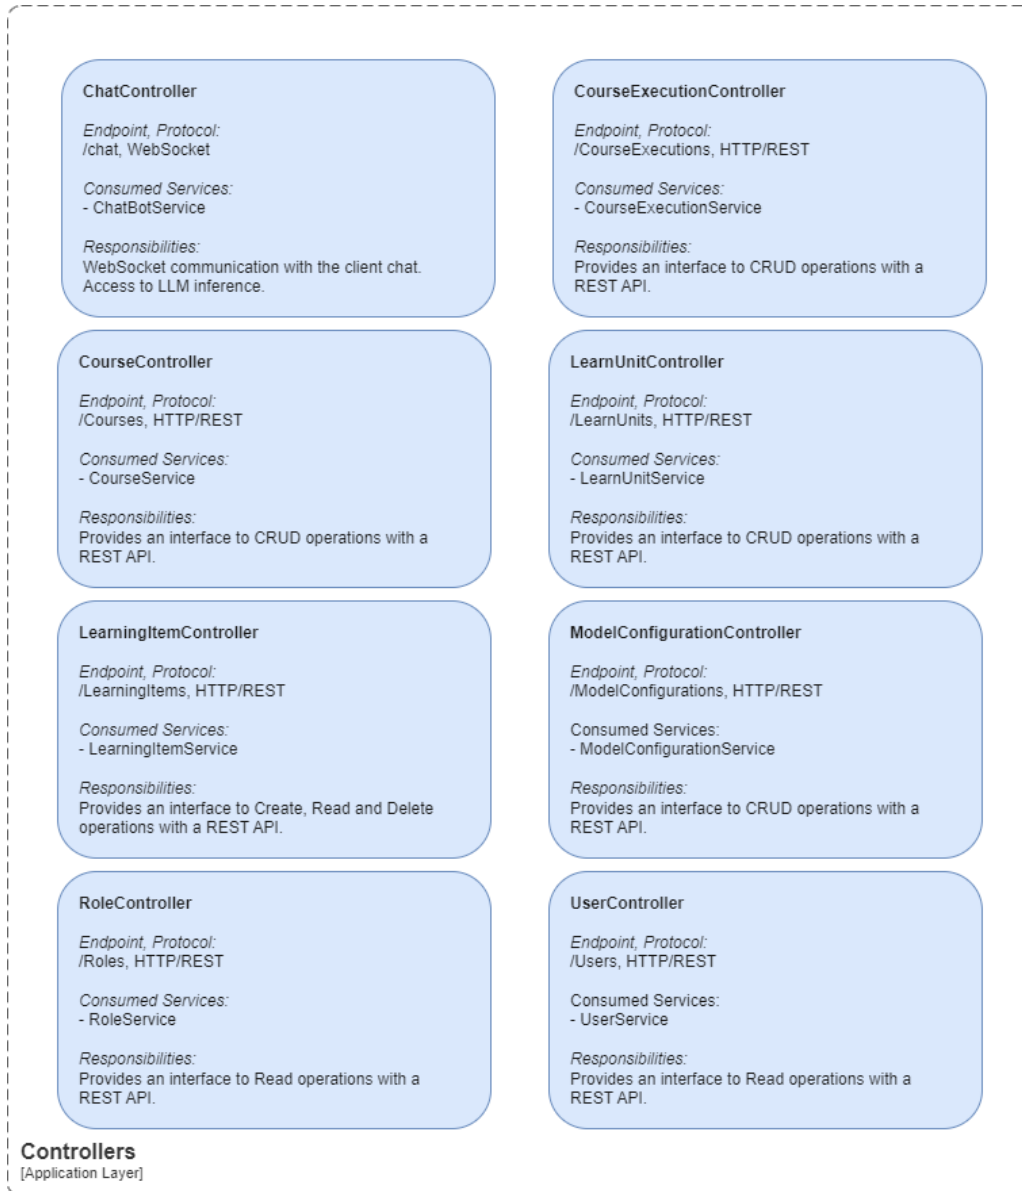 ChatController
Endpoint, Protocol:
/chat, WebSocket
Consumed Services:
- ChatBotService
Responsibilities:
WebSocket communication with the client chat.
Access to LLM inference.
CourseExecutionController
Endpoint, Protocol:
/CourseExecutions, HTTP/REST
Consumed Services:
- CourseExecutionService
Responsibilities:
Provides an interface to CRUD operations with a
REST API.
CourseController
Endpoint, Protocol:
/Courses, HTTP/REST
Consumed Services:
- CourseService
Responsibilities:
Provides an interface to CRUD operations with a
REST API.
LearnUnitController
Endpoint, Protocol:
/LearnUnits, HTTP/REST
Consumed Services:
- LearnUnitService
Responsibilities:
Provides an interface to CRUD operations with a
REST API.
LearningItemController
Endpoint, Protocol:
/LearningItems, HTTP/REST
Consumed Services:
- LearningItemService
Responsibilities:
Provides an interface to Create, Read and Delete
operations with a REST API.
ModelConfigurationController
Endpoint, Protocol:
/ModelConfigurations, HTTP/REST
Consumed Services:
- ModelConfigurationService
Responsibilities:
Provides an interface to CRUD operations with a
REST API.
RoleController
Endpoint, Protocol:
/Roles, HTTP/REST
Consumed Services:
- RoleService
Responsibilities:
Provides an interface to Read operations with a
REST API.
UserController
Endpoint, Protocol:
/Users, HTTP/REST
Consumed Services:
- UserService
Responsibilities:
Provides an interface to Read operations with a
REST API.
Controllers
[Application Layer]